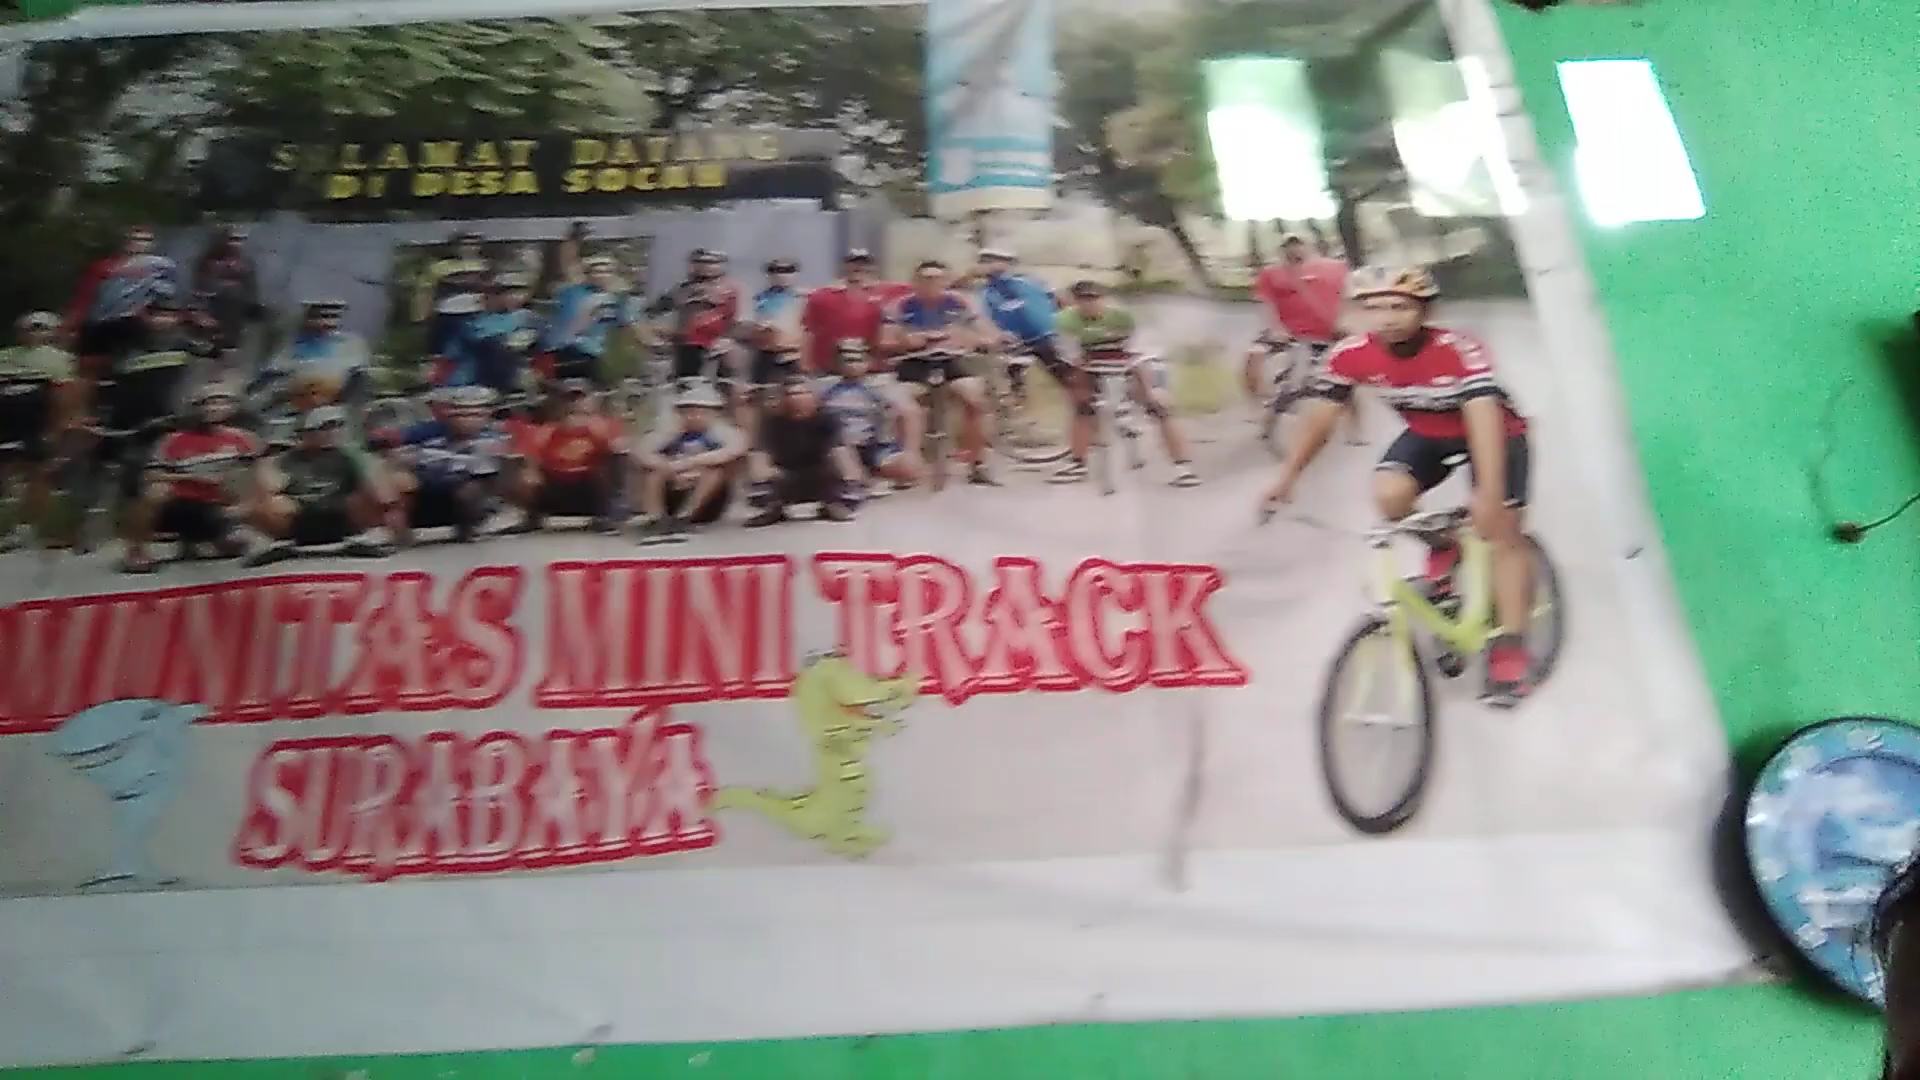 SELAMAT DATANG
DI DESA SOCAH
MUNITAS MINI TRACK
SURABAYA